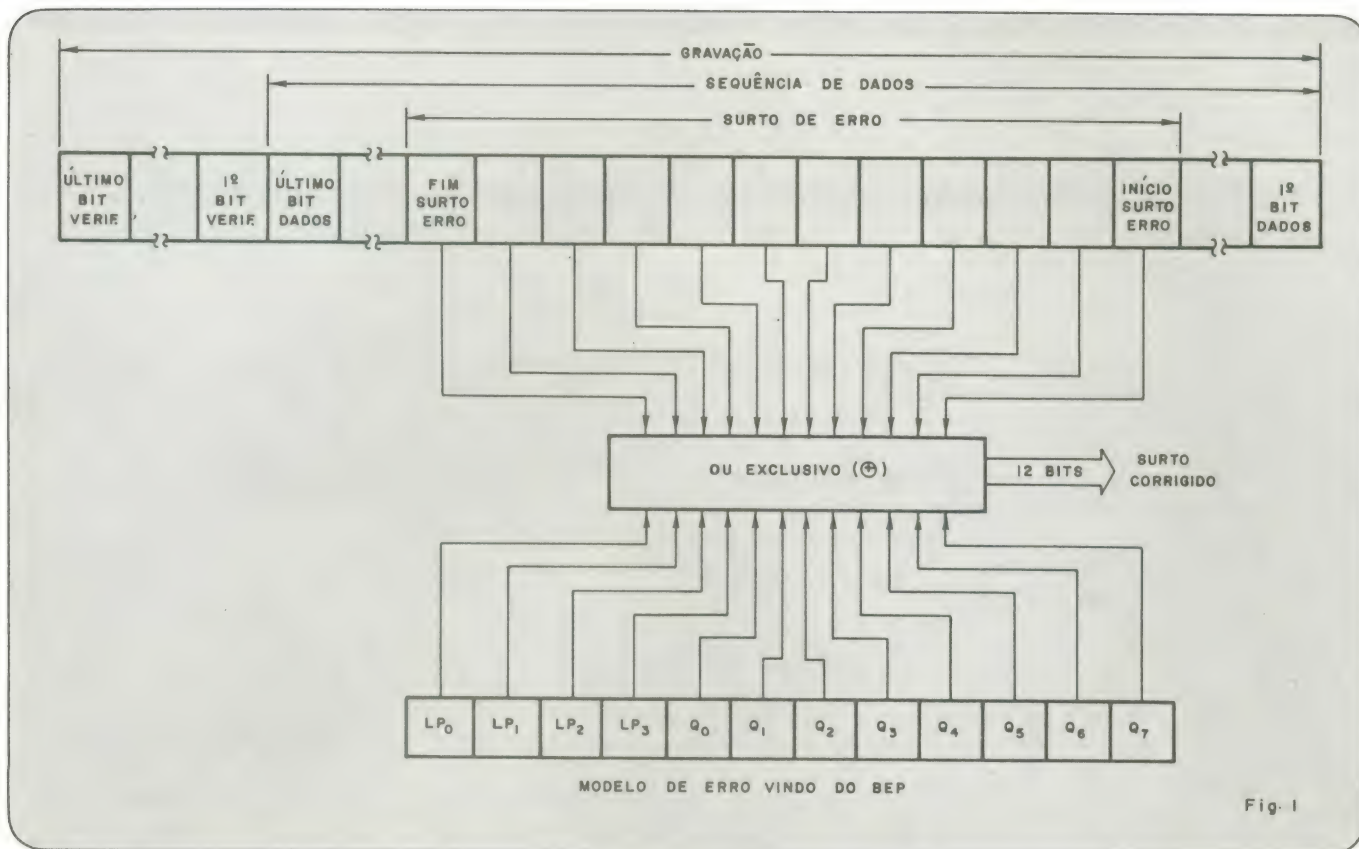 GRAVAÇÃO
SEQUÊNCIA DE DADOS
SURTO DE ERRO
ÚLTIMO BIT VERIF.
1º BIT VERIF.
ÚLTIMO BIT DADOS
FIM SURTO ERRO
INÍCIO SURTO ERRO
1º BIT DADOS
OU EXCLUSIVO (⊕)
12 BITS
SURTO CORRIGIDO
LP₀ LP₁ LP₂ LP₃ Q₀ Q₁ Q₂ Q₃ Q₄ Q₅ Q₆ Q₇
MODELO DE ERRO VINDO DO BEP
Fig. 1